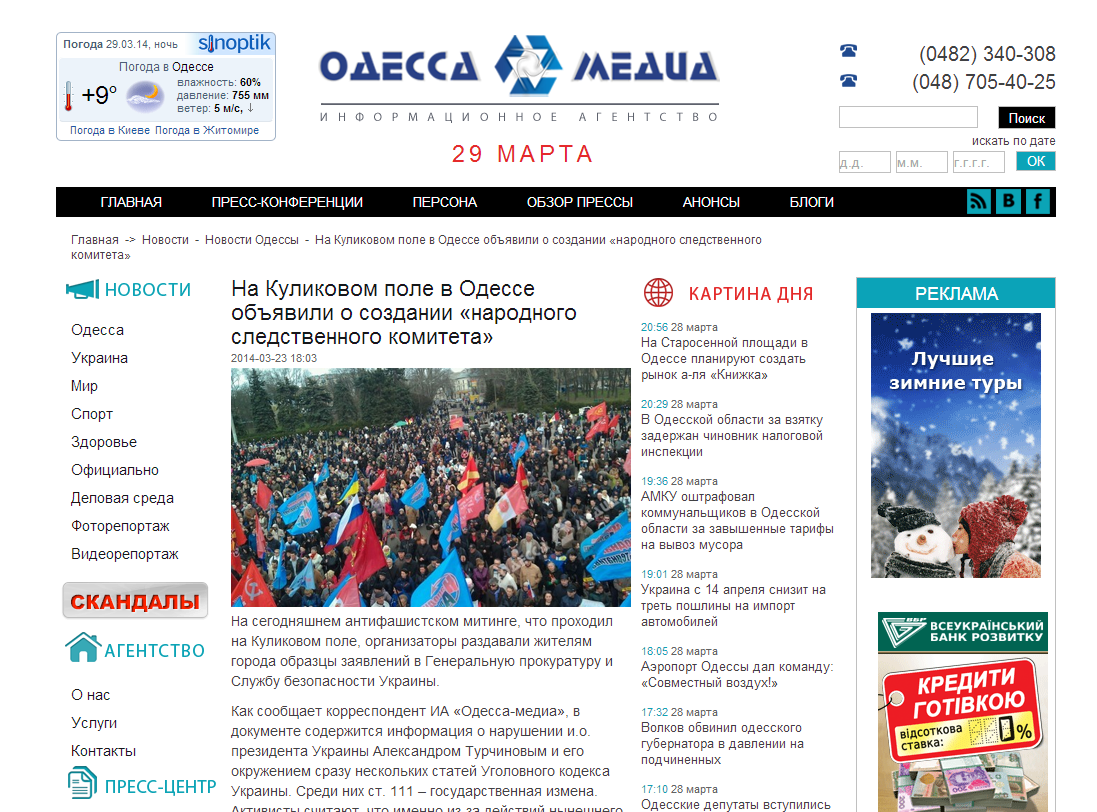 Погода 29.03.14, ночь
sinoptik
Погода в Одессе
+9°
влажность: 60%
давление: 755 мм
ветер: 5 м/с, ↓
Погода в Киеве Погода в Житомире
ОДЕССА МЕДИА
ИНФОРМАЦИОННОЕ АГЕНТСТВО
29 МАРТА
(0482) 340-308
(048) 705-40-25
Поиск
искать по дате
д.д. м.м. г.г.г.г. OK
ГЛАВНАЯ ПРЕСС-КОНФЕРЕНЦИИ ПЕРСОНА ОБЗОР ПРЕССЫ АНОНСЫ БЛОГИ
В f
Главная -> Новости - Новости Одессы - На Куликовом поле в Одессе объявили о создании «народного следственного
комитета»
НОВОСТИ
Одесса
Украина
Мир
Спорт
Здоровье
Официально
Деловая среда
Фоторепортаж
Видеорепортаж
СКАНДАЛЫ
АГЕНТСТВО
О нас
Услуги
Контакты
ПРЕСС-ЦЕНТР
На Куликовом поле в Одессе
объявили о создании «народного
следственного комитета»
2014-03-23 18:03
На сегодняшнем антифашистском митинге, что проходил
на Куликовом поле, организаторы раздавали жителям
города образцы заявлений в Генеральную прокуратуру и
Службу безопасности Украины.
Как сообщает корреспондент ИА «Одесса-медиа», в
документе содержится информация о нарушении и.о.
президента Украины Александром Турчиновым и его
окружением сразу нескольких статей Уголовного кодекса
Украины. Среди них ст. 111 – государственная измена.
Активисты считают, что именно из-за действий нынешнего
КАРТИНА ДНЯ
20:56 28 марта
На Старосенной площади в
Одессе планируют создать
рынок а-ля «Книжка»
20:29 28 марта
В Одесской области за взятку
задержан чиновник налоговой
инспекции
19:36 28 марта
АМКУ оштрафовал
коммунальщиков в Одесской
области за завышенные тарифы
на вывоз мусора
19:01 28 марта
Украина с 14 апреля снизит на
треть пошлины на импорт
автомобилей
18:05 28 марта
Аэропорт Одессы дал команду:
«Совместный воздух!»
17:32 28 марта
Волков обвинил одесского
губернатора в давлении на
подчиненных
17:10 28 марта
Одесские депутаты вступились
РЕКЛАМА
Лучшие
зимние туры
ВБР
ВСЕУКРАЇНСЬКИЙ
БАНК РОЗВИТКУ
КРЕДИТИ
ГОТІВКОЮ
відсоткова
ставка:
0%